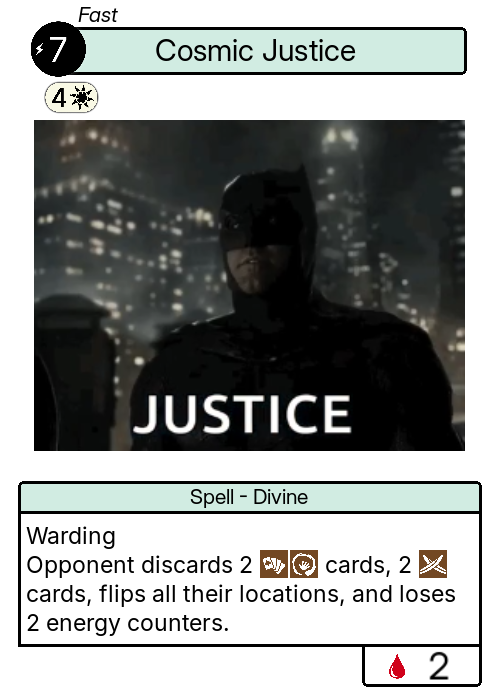 Fast
7
Cosmic Justice
4
JUSTICE
Spell - Divine
Warding
Opponent discards 2 cards, 2
cards, flips all their locations, and loses
2 energy counters.
2